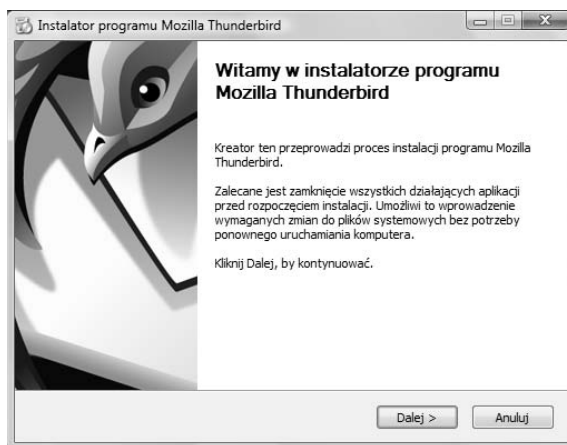 Instalator programu Mozilla Thunderbird
Witamy w instalatorze programu
Mozilla Thunderbird
Kreator ten przeprowadzi proces instalacji programu Mozilla
Thunderbird.
Zalecane jest zamknięcie wszystkich działających aplikacji
przed rozpoczęciem instalacji. Umożliwi to wprowadzenie
wymaganych zmian do plików systemowych bez potrzeby
ponownego uruchamiania komputera.
Kliknij Dalej, by kontynuować.
Dalej > Anuluj